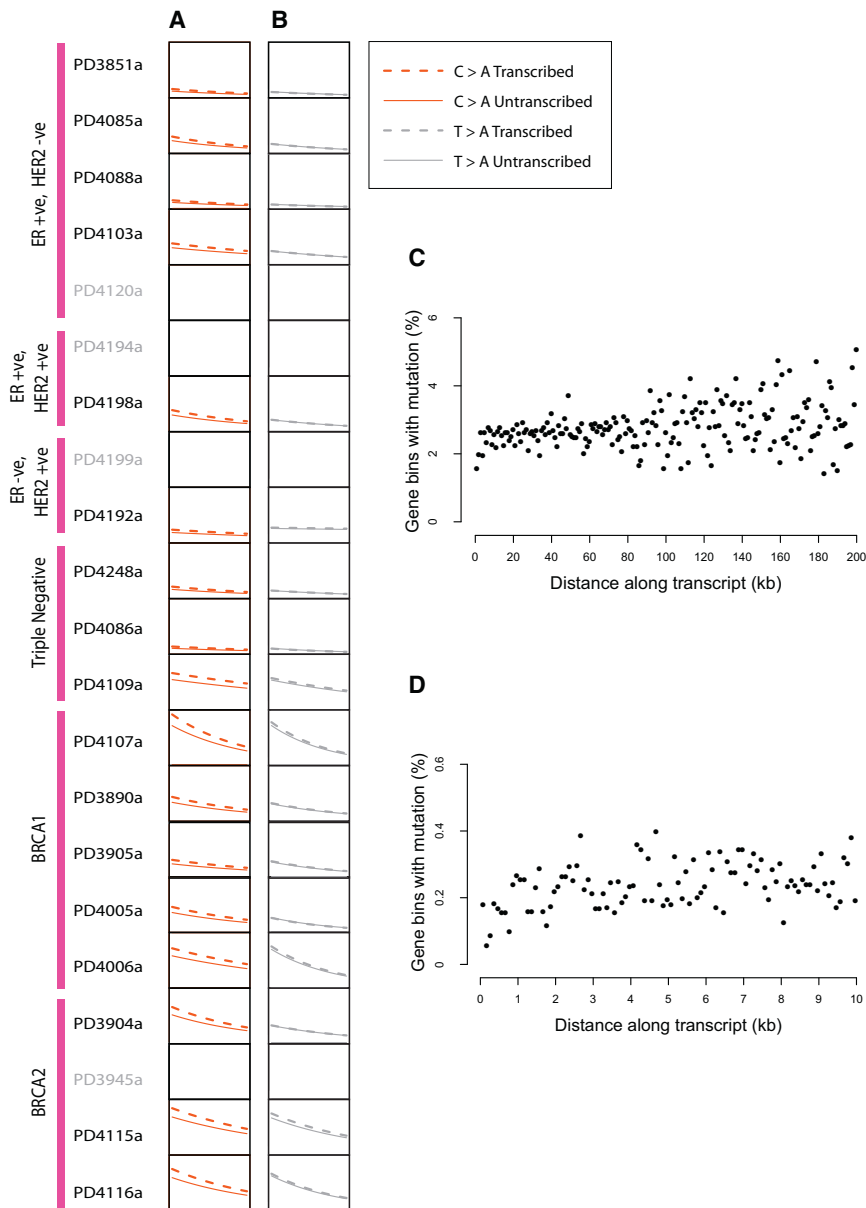 A
B
C > A Transcribed
C > A Untranscribed
T > A Transcribed
T > A Untranscribed
ER +ve, HER2 -ve
PD3851a
PD4085a
PD4088a
PD4103a
PD4120a
ER +ve,
HER2 +ve
PD4194a
PD4198a
ER -ve,
HER2 +ve
PD4199a
PD4192a
Triple Negative
PD4248a
PD4086a
PD4109a
BRCA1
PD4107a
PD3890a
PD3905a
PD4005a
PD4006a
BRCA2
PD3904a
PD3945a
PD4115a
PD4116a
C
Gene bins with mutation (%)
6
4
2
0
0 20 40 60 80 100 120 140 160 180 200
Distance along transcript (kb)
D
Gene bins with mutation (%)
0.6
0.4
0.2
0
0 1 2 3 4 5 6 7 8 9 10
Distance along transcript (kb)